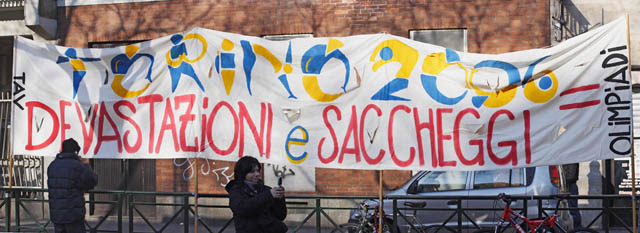 TAV
TORINO 2006
DEVASTAZiONi e SACCHEGGI =
OLIMPIADI